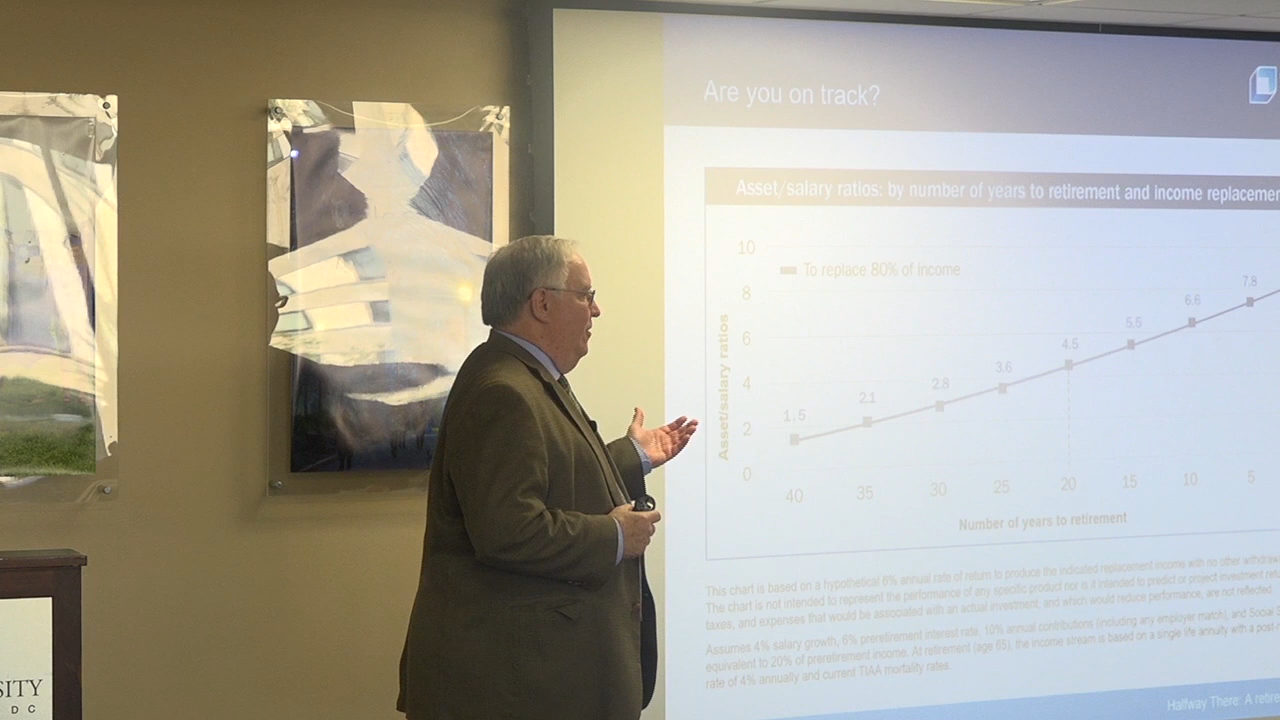 Are you on track?
Asset/salary ratios: by number of years to retirement and income replacemen
10
To replace 80% of income
8
6
4
2
0
Asset/salary ratios
1.5
2.1
2.8
3.6
4.5
5.5
6.6
7.8
40 35 30 25 20 15 10 5
Number of years to retirement
This chart is based on a hypothetical 6% annual rate of return to produce the indicated replacement income with no other withdraw
The chart is not intended to represent the performance of any specific product nor is it intended to predict or project investment ret
taxes, and expenses that would be associated with an actual investment, and which would reduce performance, are not reflected.
Assumes 4% salary growth, 6% preretirement interest rate, 10% annual contributions (including any employer match), and Social
equivalent to 20% of preretirement income. At retirement (age 65), the income stream is based on a single life annuity with a post-
rate of 4% annually and current TIAA mortality rates.
Halfway There: A retire
SITY
DC